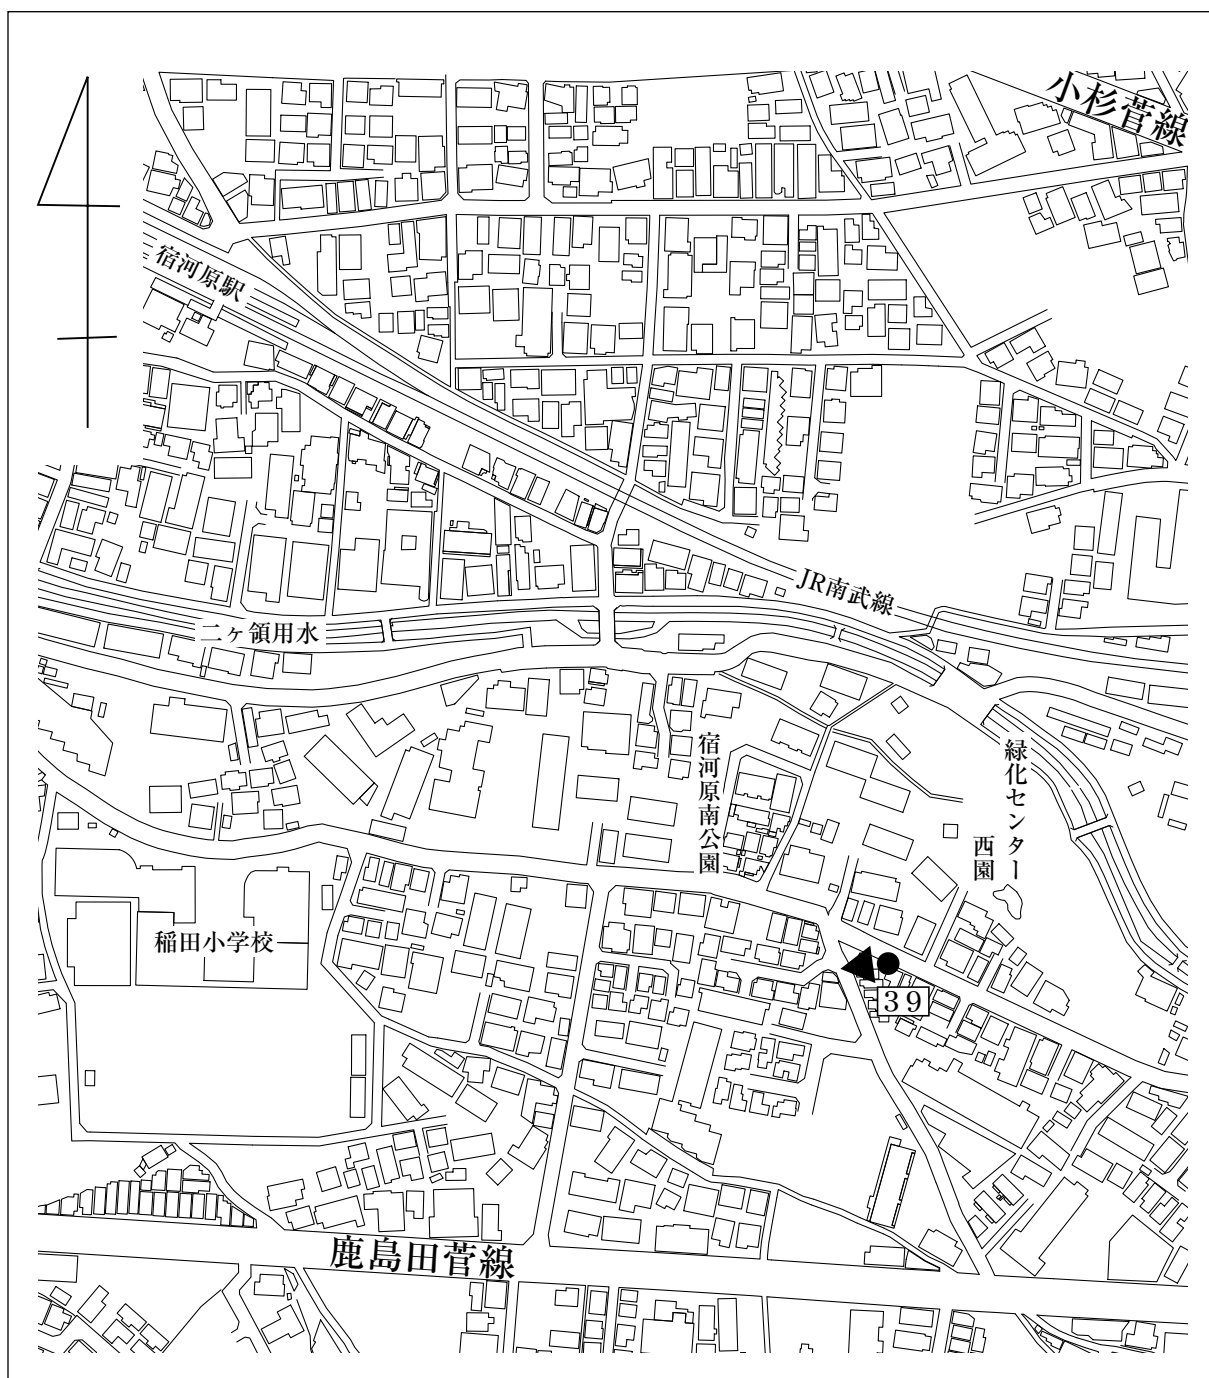 小杉菅線
宿河原駅
JR南武線
二ヶ領用水
宿河原南公園
緑化センター
西園
稲田小学校
39
鹿島田菅線